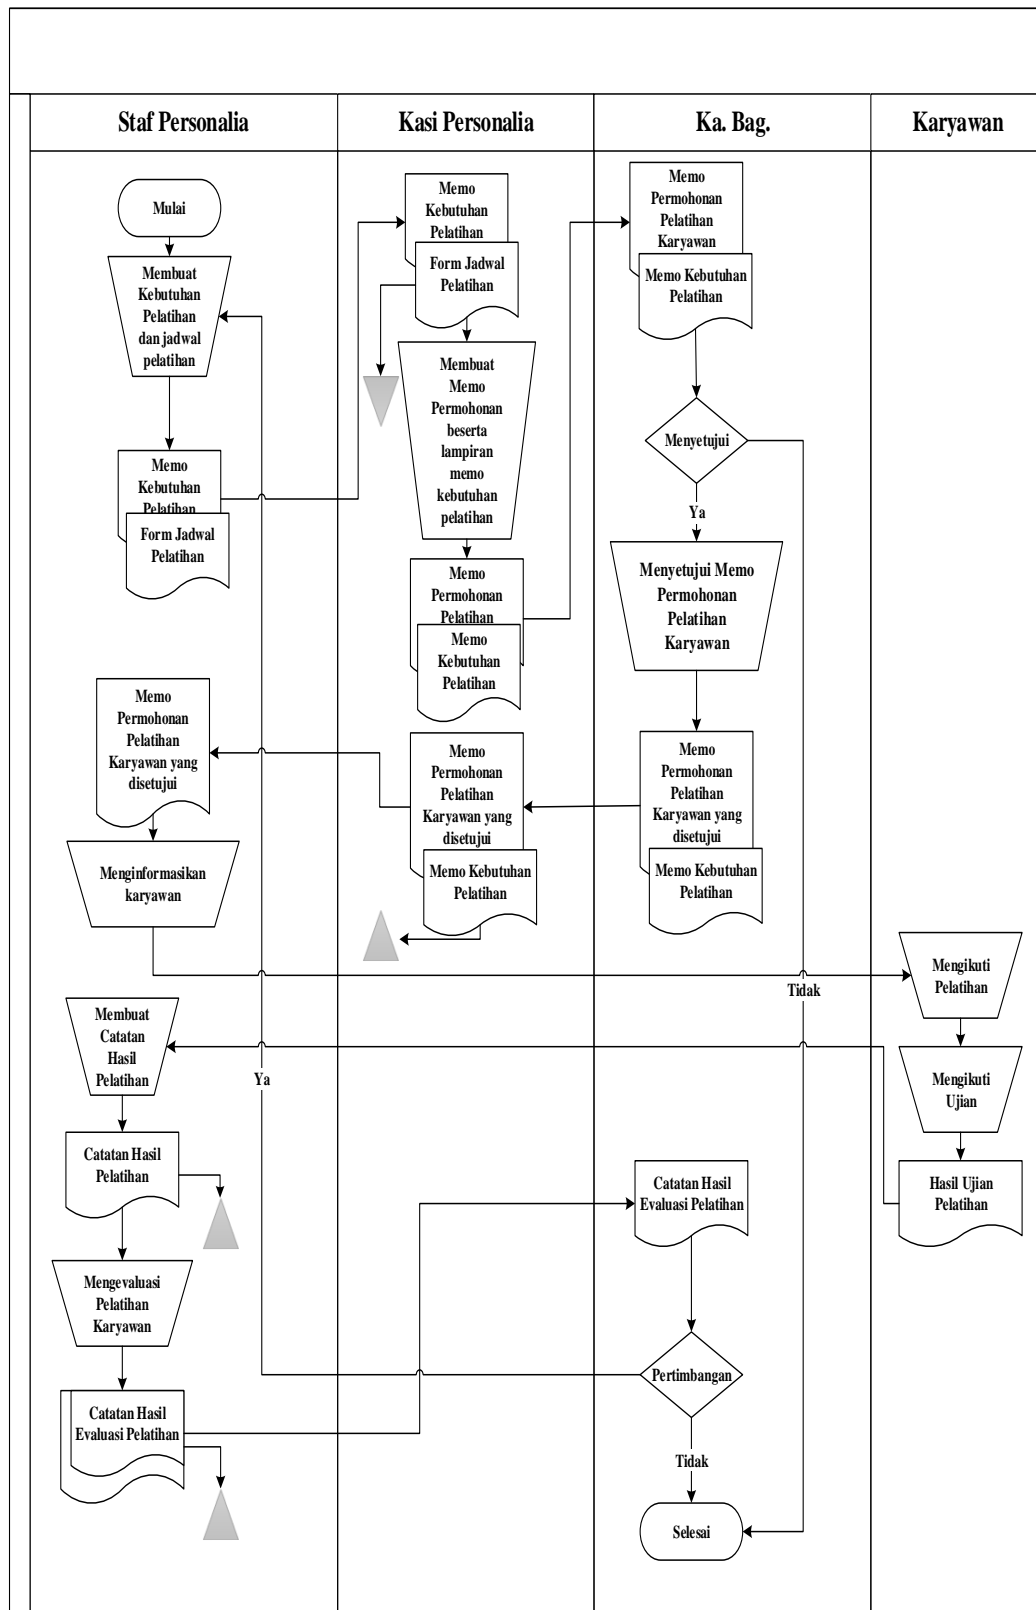 Staf Personalia
Kasi Personalia
Ka. Bag.
Karyawan
Mulai
Membuat
Kebutuhan
Pelatihan
dan jadwal
pelatihan
Memo
Kebutuhan
Pelatihan
Form Jadwal
Pelatihan
Memo
Permohonan
Pelatihan
Karyawan yang
disetujui
Menginformasikan
karyawan
Membuat
Catatan
Hasil
Pelatihan
Ya
Catatan Hasil
Pelatihan
Mengevaluasi
Pelatihan
Karyawan
Catatan Hasil
Evaluasi Pelatihan
Memo
Kebutuhan
Pelatihan
Form Jadwal
Pelatihan
Membuat
Memo
Permohonan
beserta
lampiran
memo
kebutuhan
pelatihan
Memo
Permohonan
Pelatihan
Memo
Kebutuhan
Pelatihan
Memo
Permohonan
Pelatihan
Karyawan yang
disetujui
Memo Kebutuhan
Pelatihan
Memo
Permohonan
Pelatihan
Karyawan
Memo Kebutuhan
Pelatihan
Menyetujui
Ya
Menyetujui Memo
Permohonan
Pelatihan
Karyawan
Memo
Permohonan
Pelatihan
Karyawan yang
disetujui
Memo Kebutuhan
Pelatihan
Tidak
Catatan Hasil
Evaluasi Pelatihan
Pertimbangan
Tidak
Selesai
Mengikuti
Pelatihan
Mengikuti
Ujian
Hasil Ujian
Pelatihan